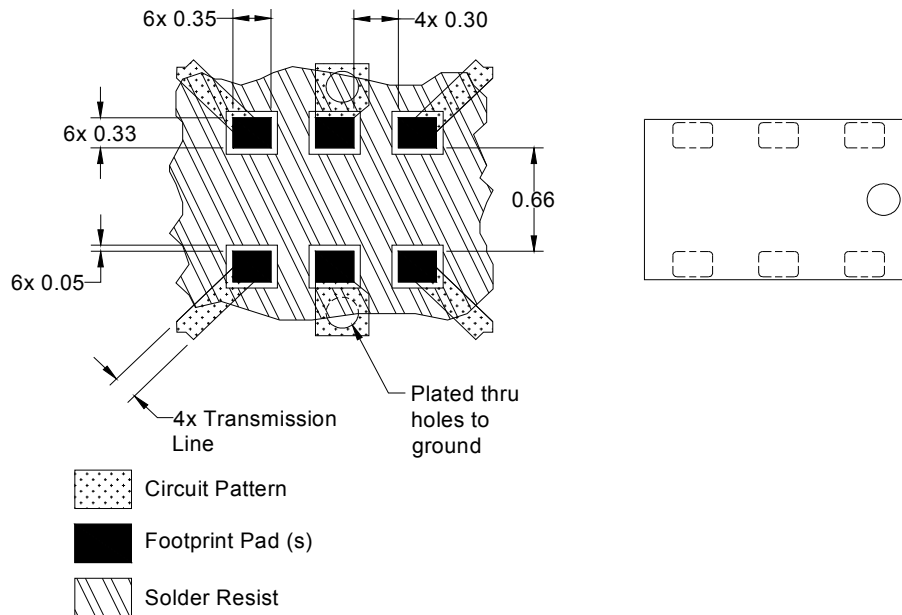 6x 0.35
4x 0.30
6x 0.33
0.66
6x 0.05
4x Transmission
Line
Plated thru
holes to
ground
Circuit Pattern
Footprint Pad (s)
Solder Resist